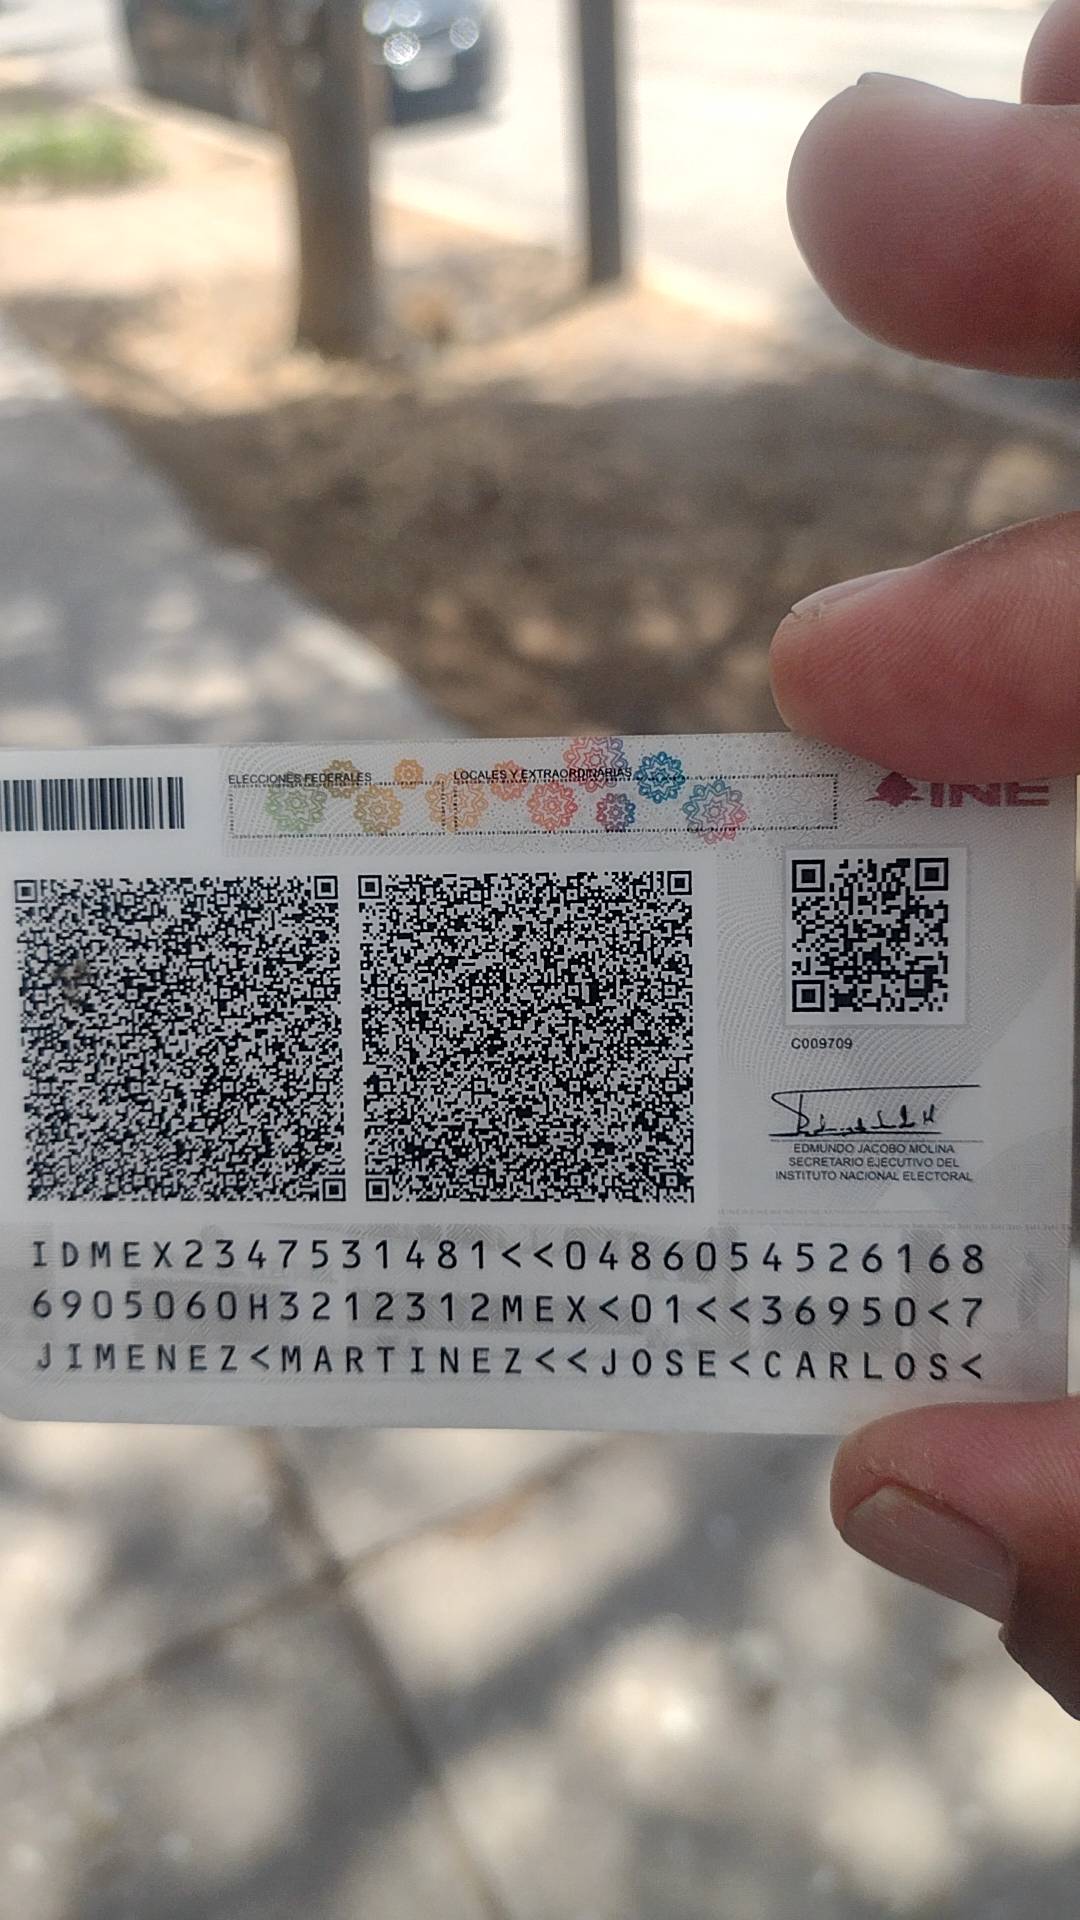 ELECCIONES FEDERALES LOCALES Y EXTRAORDINARIAS
INE
C009709
EDMUNDO JACOBO MOLINA
SECRETARIO EJECUTIVO DEL
INSTITUTO NACIONAL ELECTORAL
IDMEX2347531481<<0486054526168
6905060H3212312MEX<01<<36950<7
JIMENEZ<MARTINEZ<<JOSE<CARLOS<